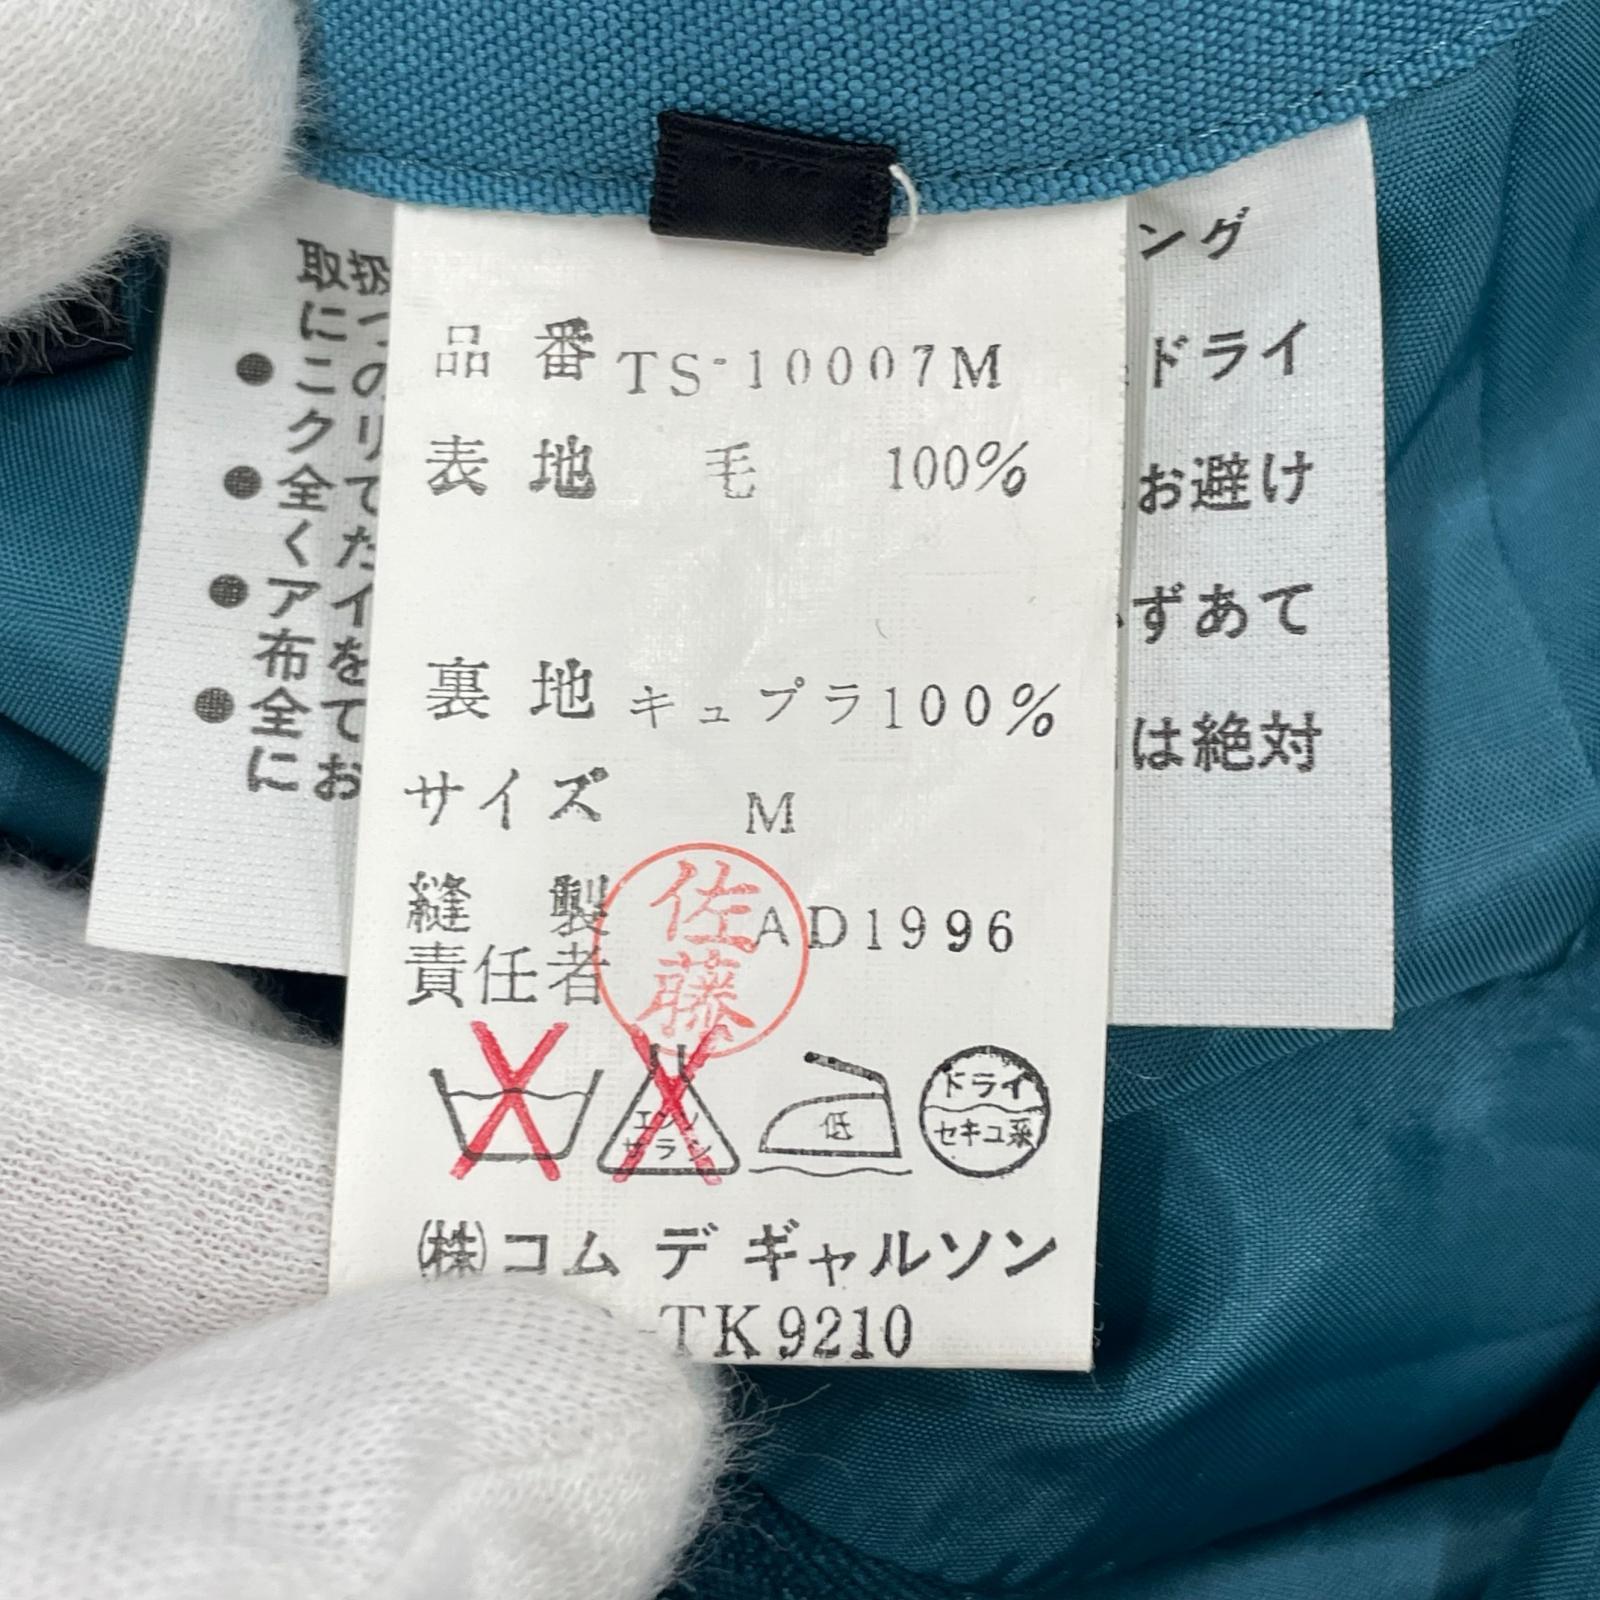 品番 TS-10007M
表地 毛 100%
裏地 キュプラ100%
サイズ M
縫製
責任者
佐藤
AD1996
エンソ
サラシ
低
ドライ
セキユ系
(株)コム デ ギャルソン
-TK9210
取扱
に
こ の
ク リ
全 て
く た
ア イ
布 を
全 て
に お
ング
ドライ
お避け
ずあて
は絶対